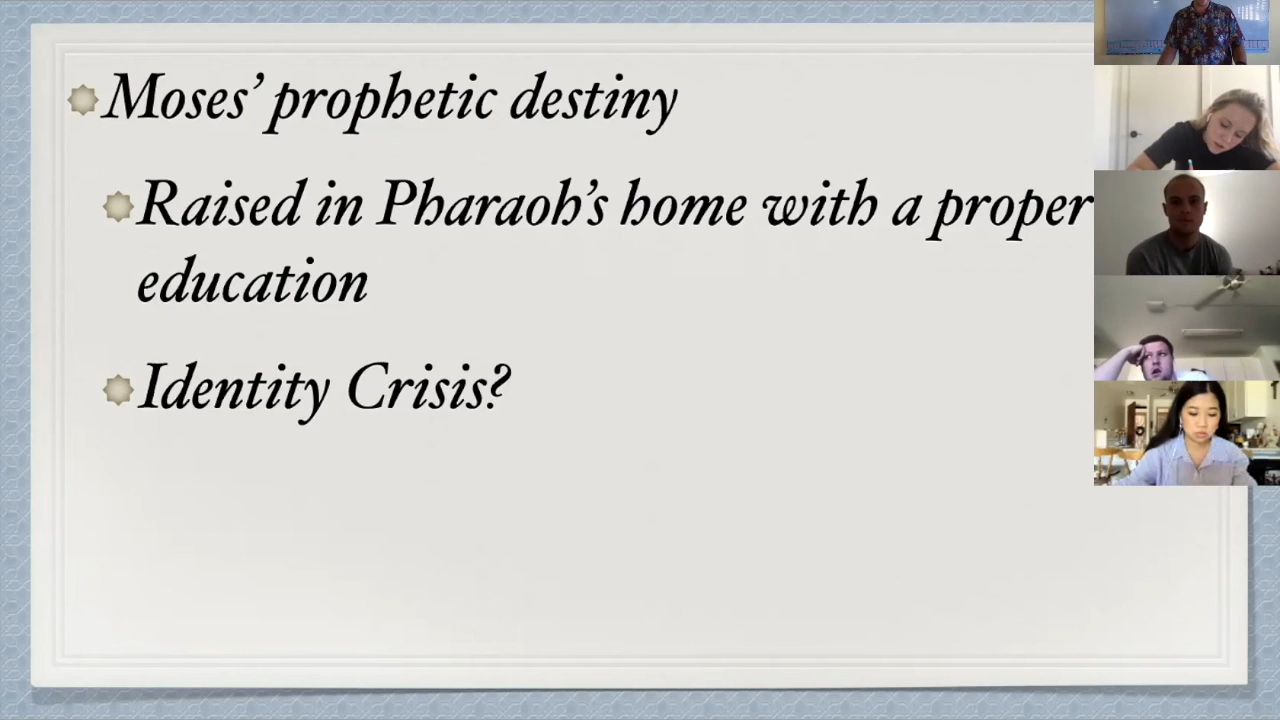 Moses’ prophetic destiny
Raised in Pharaoh’s home with a proper
education
Identity Crisis?